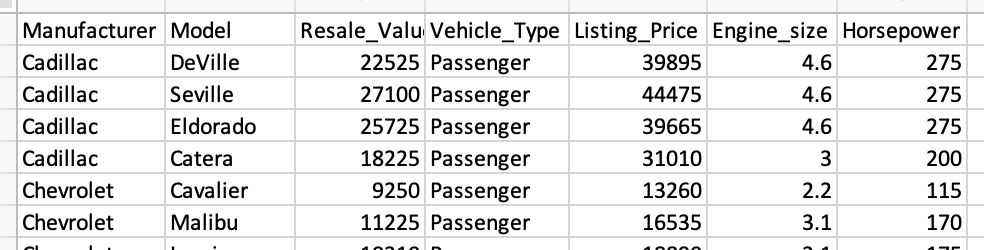 Manufacturer Model Resale_Valu Vehicle_Type Listing_Price Engine_size Horsepower
Cadillac DeVille 22525 Passenger 39895 4.6 275
Cadillac Seville 27100 Passenger 44475 4.6 275
Cadillac Eldorado 25725 Passenger 39665 4.6 275
Cadillac Catera 18225 Passenger 31010 3 200
Chevrolet Cavalier 9250 Passenger 13260 2.2 115
Chevrolet Malibu 11225 Passenger 16535 3.1 170